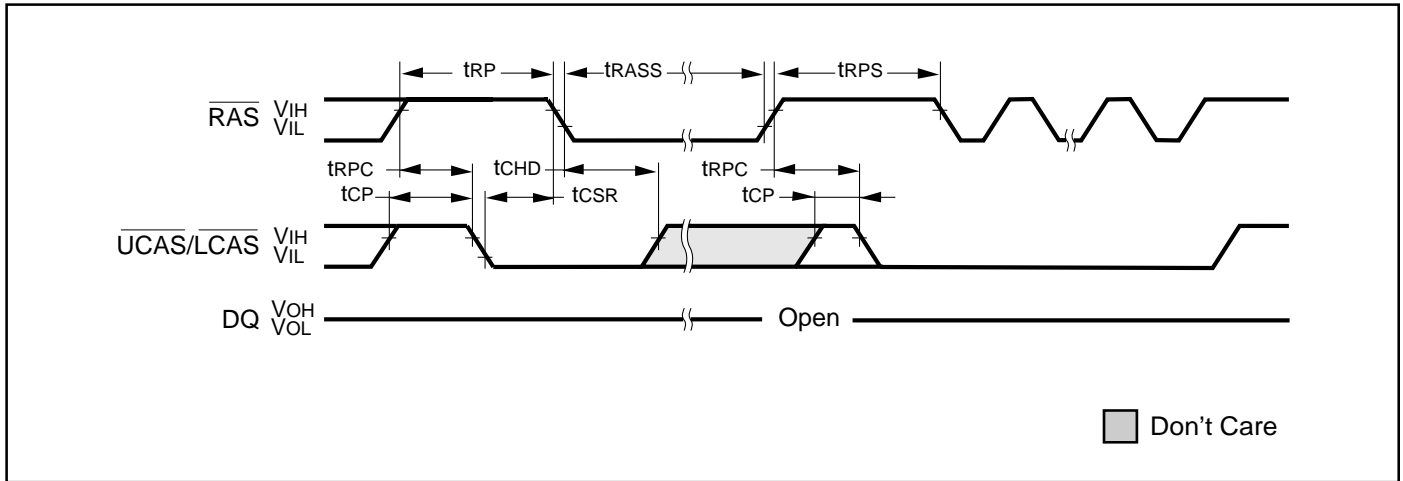 tRP tRASS tRPS
RAS VIH
VIL
tRPC tCHD tRPC
tCP tCSR tCP
UCAS/LCAS VIH
VIL
DQ VOH
VOL
Open
Don't Care